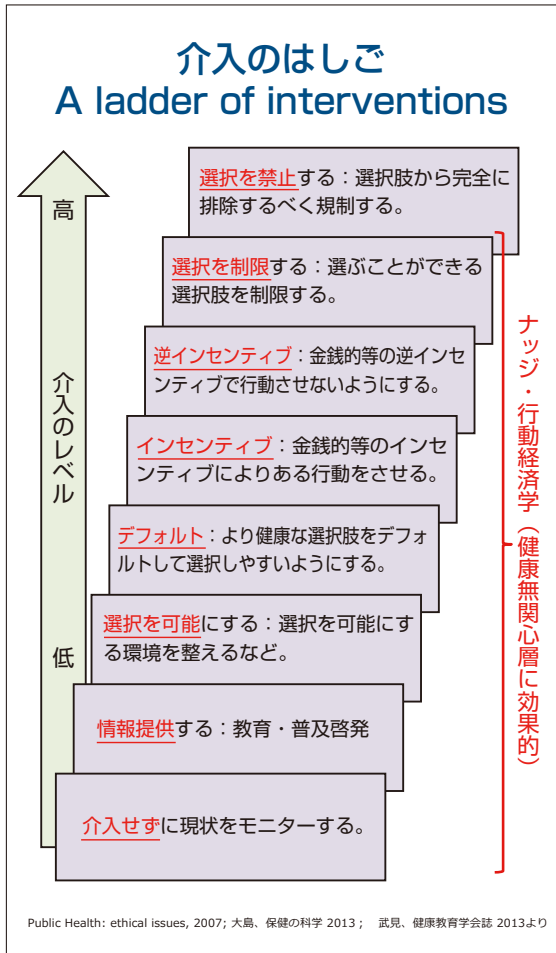 介入のはしご
A ladder of interventions
高
介入のレベル
低
選択を禁止する：選択肢から完全に
排除するべく規制する。
選択を制限する：選ぶことができる
選択肢を制限する。
逆インセンティブ：金銭的等の逆インセ
ンティブで行動させないようにする。
インセンティブ：金銭的等のインセ
ンティブによりある行動をさせる。
デフォルト：より健康な選択肢をデフォ
ルトして選択しやすいようにする。
選択を可能にする：選択を可能にす
る環境を整えるなど。
情報提供する：教育・普及啓発
介入せずに現状をモニターする。
ナッジ・行動経済学（健康無関心層に効果的）
Public Health: ethical issues, 2007; 大島、保健の科学 2013 ; 武見、健康教育学会誌 2013より